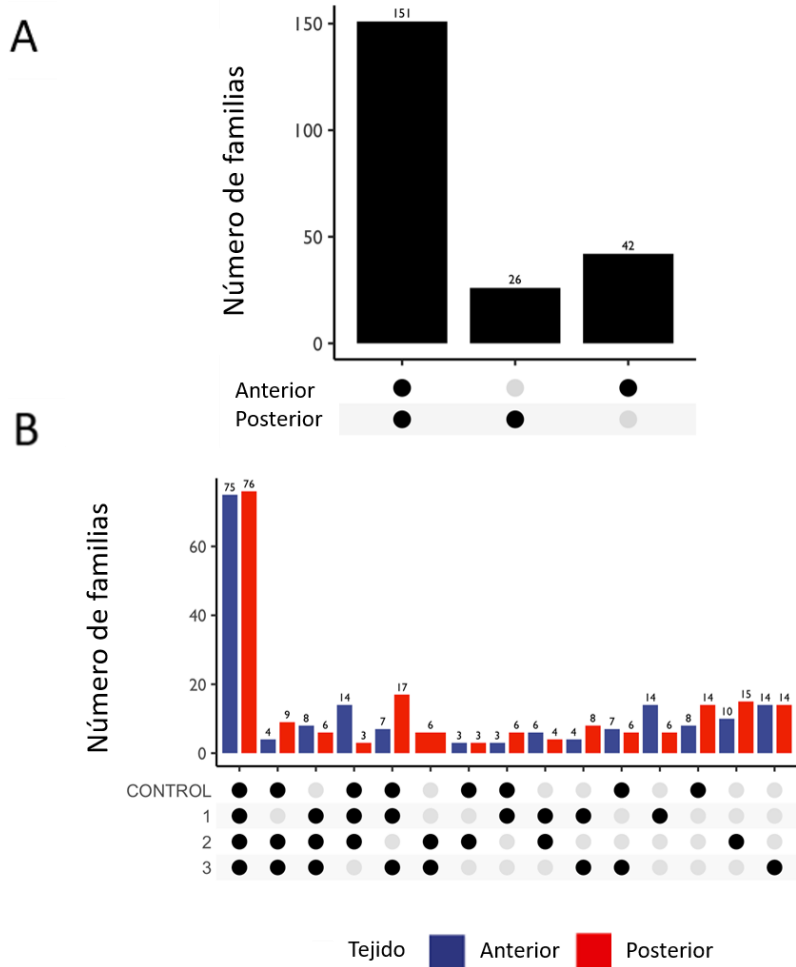 A
Número de familias
150
100
50
0
151
26
42
Anterior
Posterior
B
Número de familias
60
40
20
0
75 76 4 9 8 6 14 3 7 17 6 3 3 3 6 6 4 4 8 7 6 14 6 8 14 10 15 14 14
CONTROL
1
2
3
Tejido Anterior Posterior